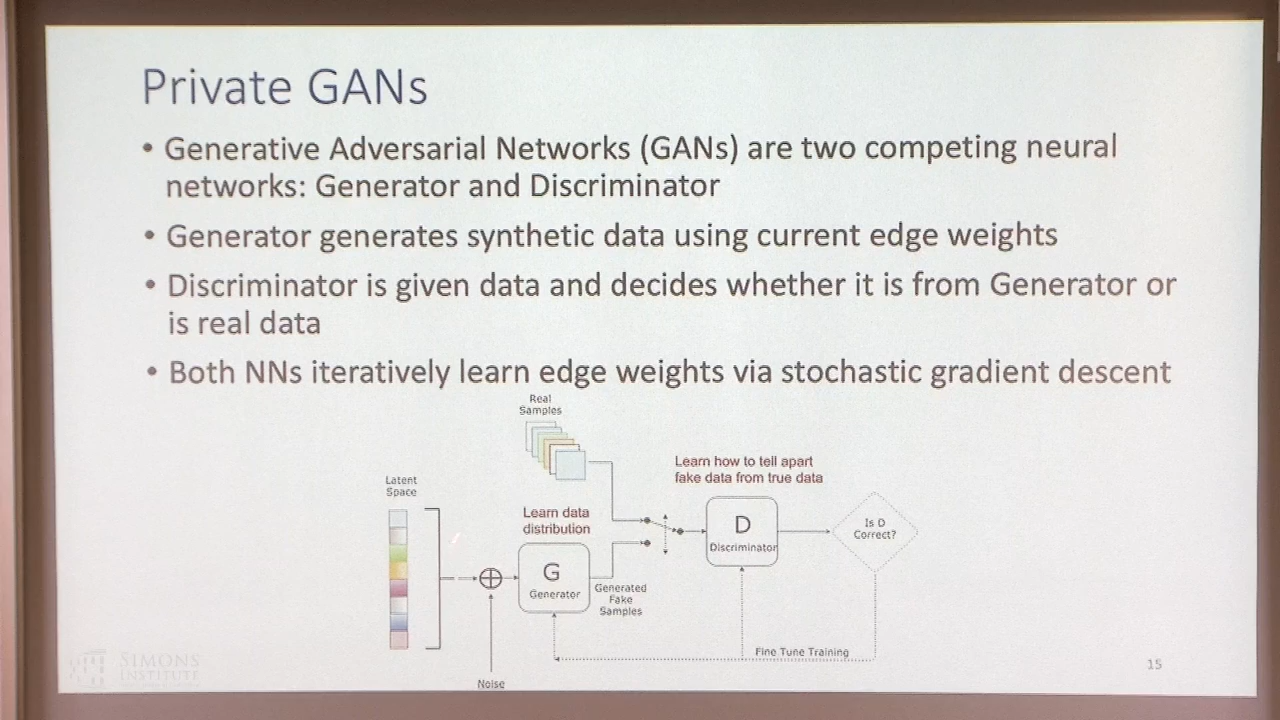 Private GANs
• Generative Adversarial Networks (GANs) are two competing neural
networks: Generator and Discriminator
• Generator generates synthetic data using current edge weights
• Discriminator is given data and decides whether it is from Generator or
is real data
• Both NNs iteratively learn edge weights via stochastic gradient descent
Real
Samples
Learn how to tell apart
fake data from true data
Latent
Space
Learn data
distribution
D
Discriminator
Is D
Correct?
G
Generator
Generated
Fake
Samples
Fine Tune Training
Noise
SIMONS
INSTITUTE
15